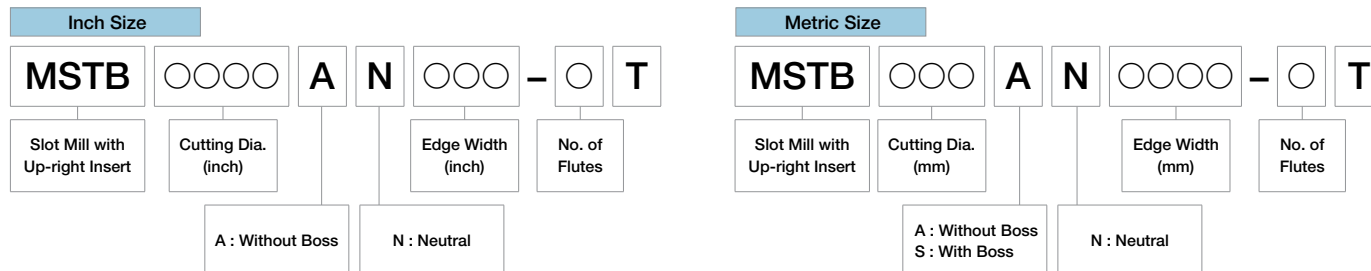 Inch Size
MSTB ○○○○ A N ○○○ – ○ T
Slot Mill with
Up-right Insert
Cutting Dia.
(inch)
Edge Width
(inch)
No. of
Flutes
A : Without Boss
N : Neutral
Metric Size
MSTB ○○○ A N ○○○○ – ○ T
Slot Mill with
Up-right Insert
Cutting Dia.
(mm)
Edge Width
(mm)
No. of
Flutes
A : Without Boss
S : With Boss
N : Neutral